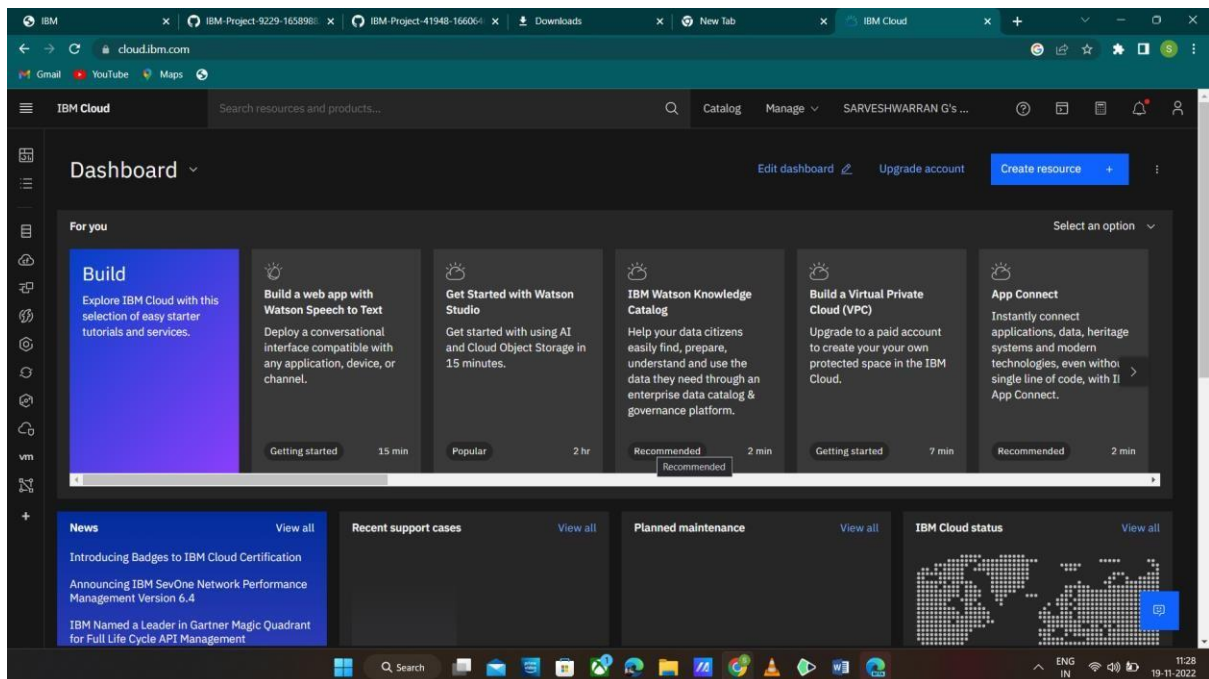 IBM
IBM-Project-9229-1658988
IBM-Project-41948-16606
Downloads
New Tab
IBM Cloud
cloud.ibm.com
Gmail
YouTube
Maps
IBM Cloud
Search resources and products...
Catalog
Manage
SARVESHWARRAN G's ...
Dashboard
Edit dashboard
Upgrade account
Create resource +
For you
Select an option
Build
Explore IBM Cloud with this
selection of easy starter
tutorials and services.
Build a web app with
Watson Speech to Text
Deploy a conversational
interface compatible with
any application, device, or
channel.
Getting started 15 min
Get Started with Watson
Studio
Get started with using AI
and Cloud Object Storage in
15 minutes.
Popular 2 hr
IBM Watson Knowledge
Catalog
Help your data citizens
easily find, prepare,
understand and use the
data they need through an
enterprise data catalog &
governance platform.
Recommended 2 min
Recommended
Build a Virtual Private
Cloud (VPC)
Upgrade to a paid account
to create your your own
protected space in the IBM
Cloud.
Getting started 7 min
App Connect
Instantly connect
applications, data, heritage
systems and modern
technologies, even withou
single line of code, with I
App Connect.
Recommended 2 min
vm
News View all
Introducing Badges to IBM Cloud Certification
Announcing IBM SevOne Network Performance
Management Version 6.4
IBM Named a Leader in Gartner Magic Quadrant
for Full Life Cycle API Management
Recent support cases View all
Planned maintenance View all
IBM Cloud status View all
Search
ENG
IN
11:28
19-11-2022